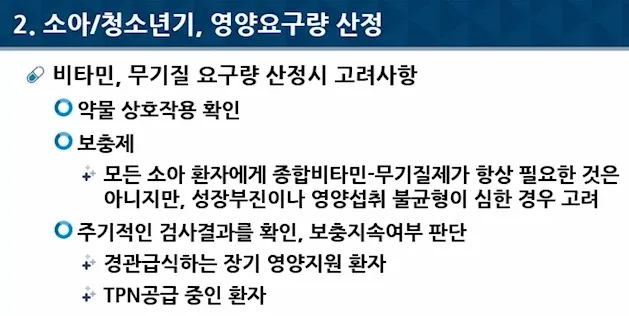 2. 소아/청소년기, 영양요구량 산정
비타민, 무기질 요구량 산정시 고려사항
약물 상호작용 확인
보충제
모든 소아 환자에게 종합비타민-무기질제가 항상 필요한 것은
아니지만, 성장부진이나 영양섭취 불균형이 심한 경우 고려
주기적인 검사결과를 확인, 보충지속여부 판단
경관급식하는 장기 영양지원 환자
TPN공급 중인 환자